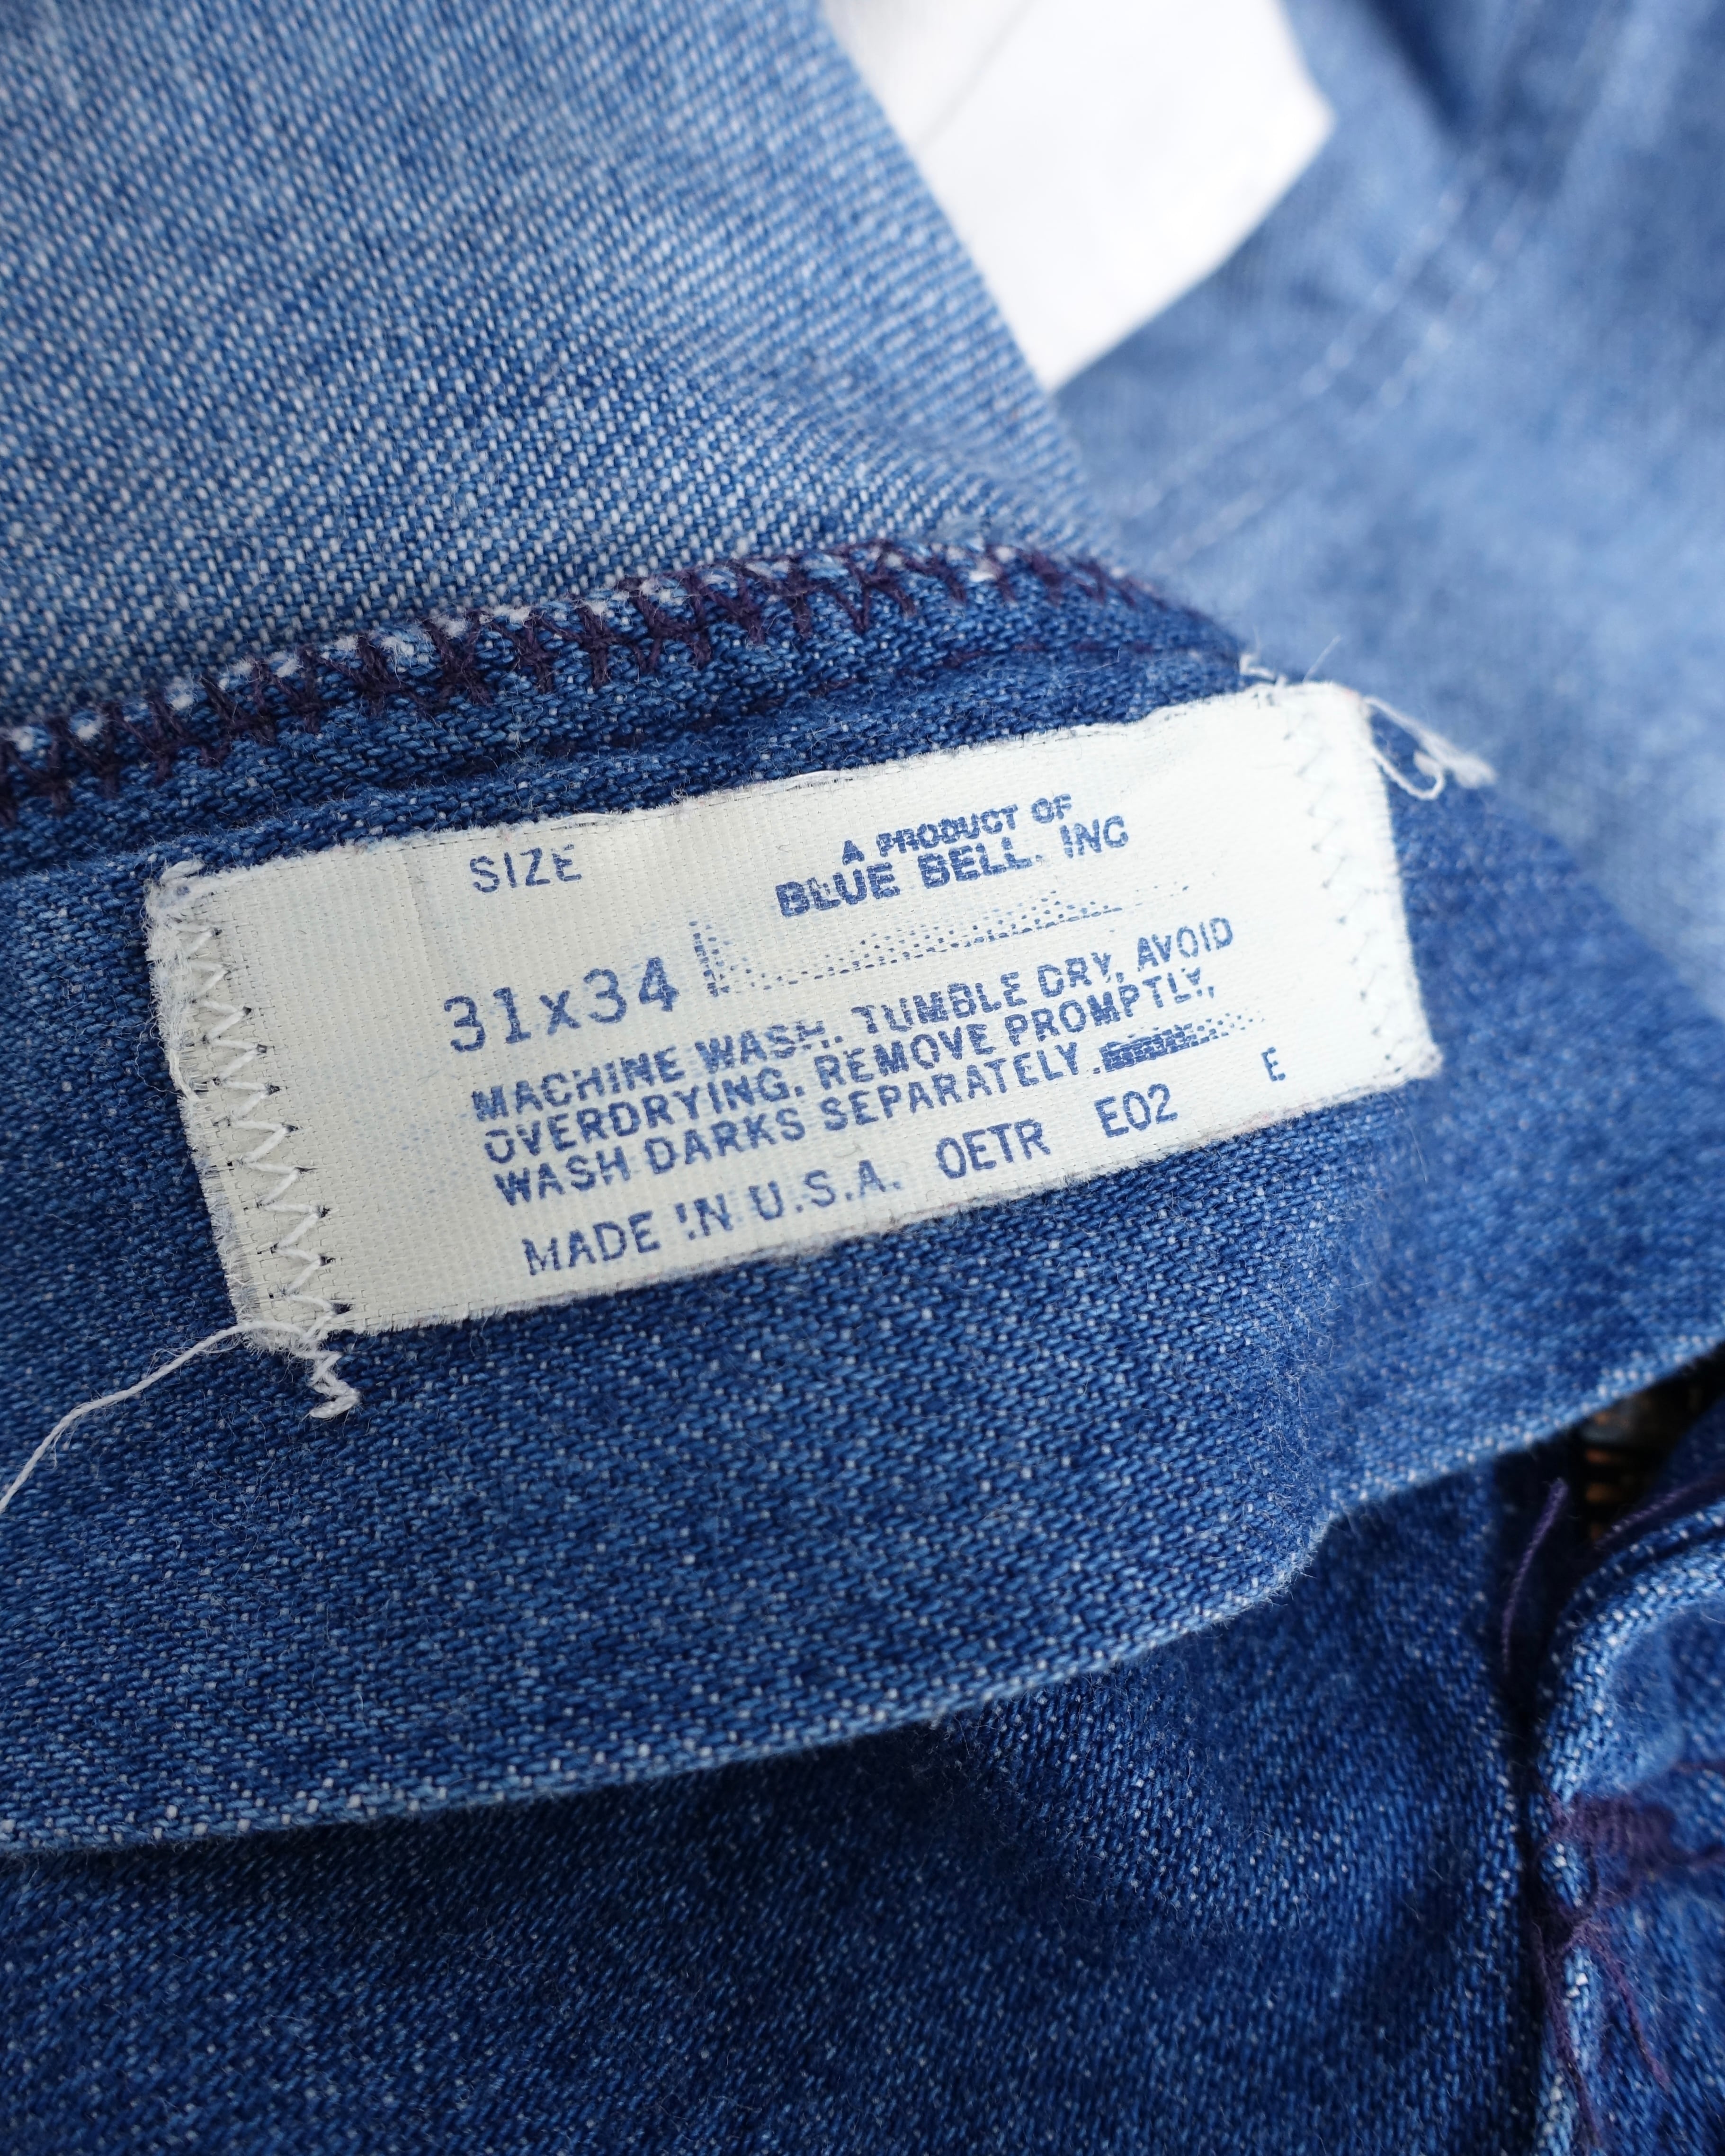 SIZE
A PRODUCT OF
BLUE BELL. INC
31x34
MACHINE WASH. TUMBLE DRY, AVOID
OVERDRYING. REMOVE PROMPTLY,
WASH DARKS SEPARATELY.
E
MADE IN U.S.A. OETR E02